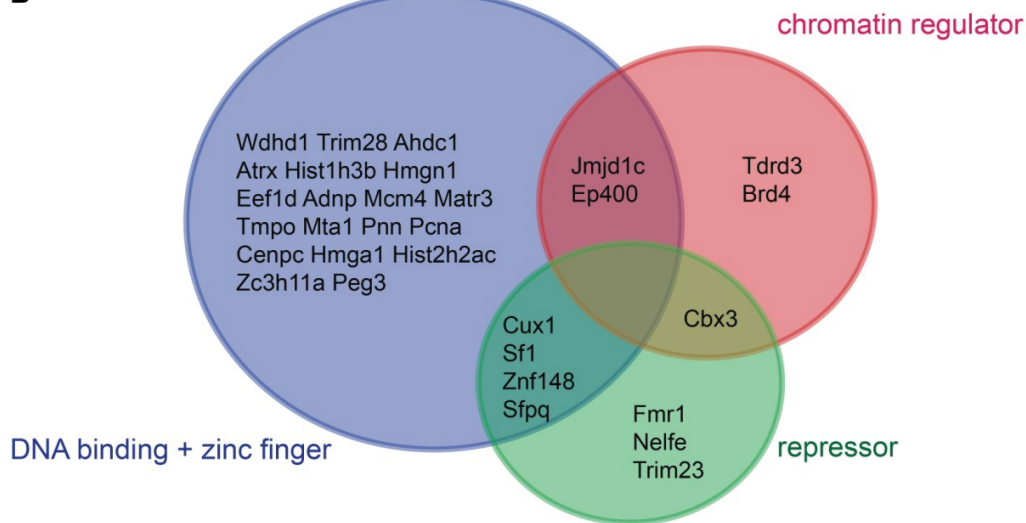 chromatin regulator
Wdhd1 Trim28 Ahdc1
Atrx Hist1h3b Hmgn1
Eef1d Adnp Mcm4 Matr3
Tmpo Mta1 Pnn Pcna
Cenpc Hmga1 Hist2h2ac
Zc3h11a Peg3
Jmjd1c
Ep400
Tdrd3
Brd4
Cux1
Sf1
Znf148
Sfpq
Cbx3
Fmr1
Nelfe
Trim23
DNA binding + zinc finger
repressor